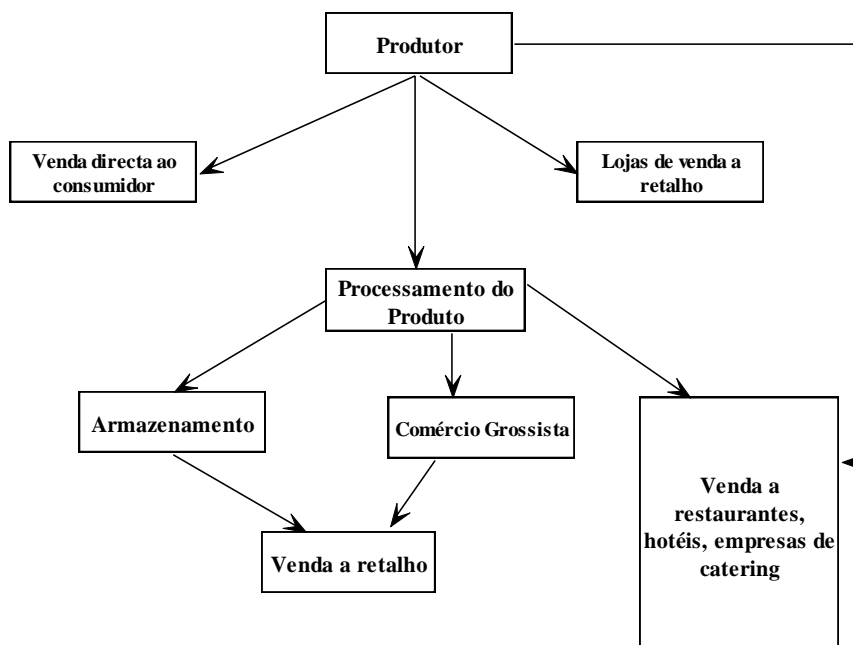 Produtor
Venda directa ao
consumidor
Lojas de venda a
retalho
Processamento do
Produto
Armazenamento
Comércio Grossista
Venda a
restaurantes,
hotéis, empresas de
catering
Venda a retalho